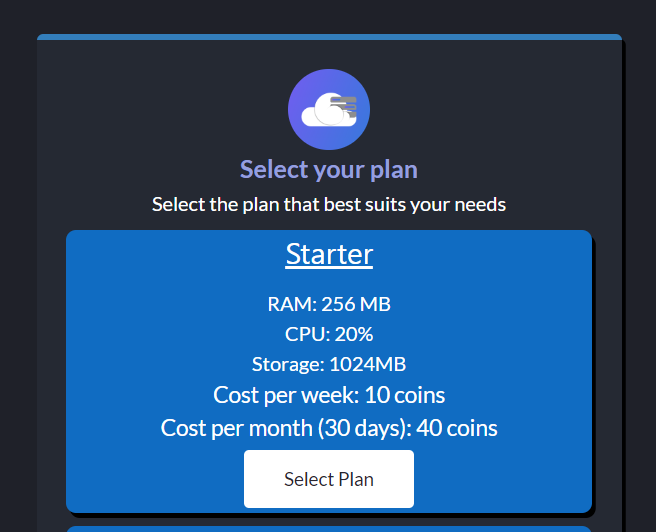 Select your plan
Select the plan that best suits your needs
Starter
RAM: 256 MB
CPU: 20%
Storage: 1024MB
Cost per week: 10 coins
Cost per month (30 days): 40 coins
Select Plan